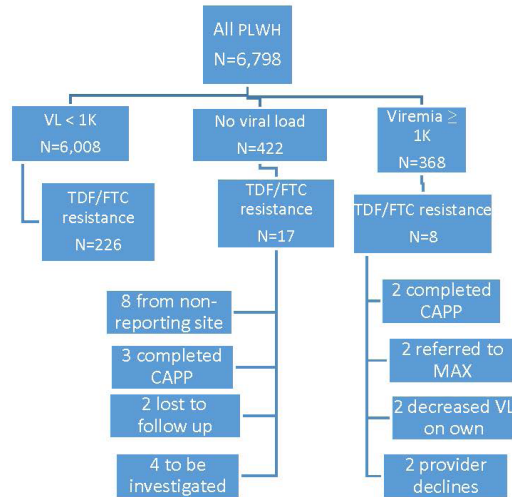 All PLWH
N=6,798
VL < 1K
N=6,008
No viral load
N=422
Viremia ≥
1K
N=368
TDF/FTC
resistance
N=226
TDF/FTC
resistance
N=17
TDF/FTC resistance
N=8
8 from non-
reporting site
3 completed
CAPP
2 lost to
follow up
4 to be
investigated
2 completed
CAPP
2 referred to
MAX
2 decreased VL
on own
2 provider
declines